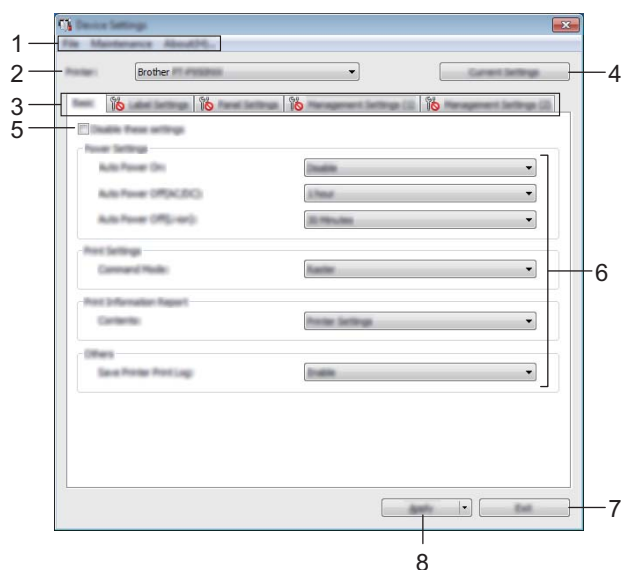 Device Settings
1
File Maintenance About(H)...
2
Printer:
Brother
Current Settings
4
3
Basic
Label Settings
Panel Settings
Management Settings (1)
Management Settings (2)
5
Disable these settings
Power Settings
Auto Power On:
Disable
Auto Power Off(AC/DC):
1 hour
Auto Power Off(Li-ion):
30 Minutes
6
Print Settings
Command Mode:
Raster
Print Information Report
Contents:
Printer Settings
Others
Save Printer Print Log:
Enable
Apply
Exit
7
8